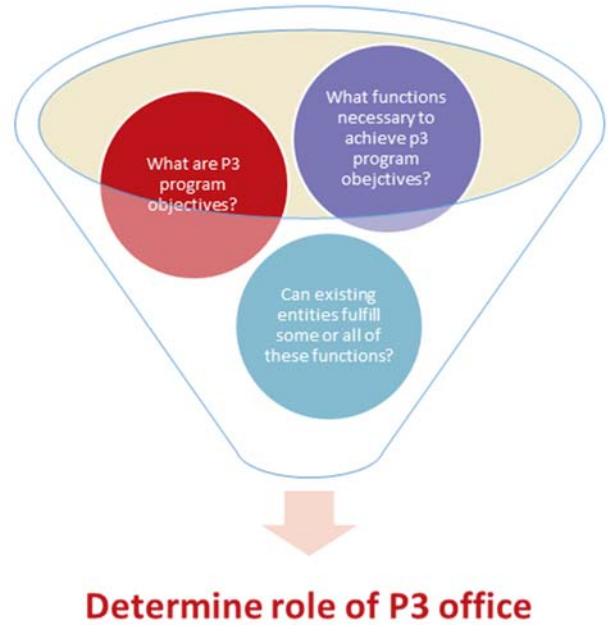 What are P3
program
objectives?
What functions
necessary to
achieve p3
program
obejctives?
Can existing
entities fulfill
some or all of
these functions?
Determine role of P3 office